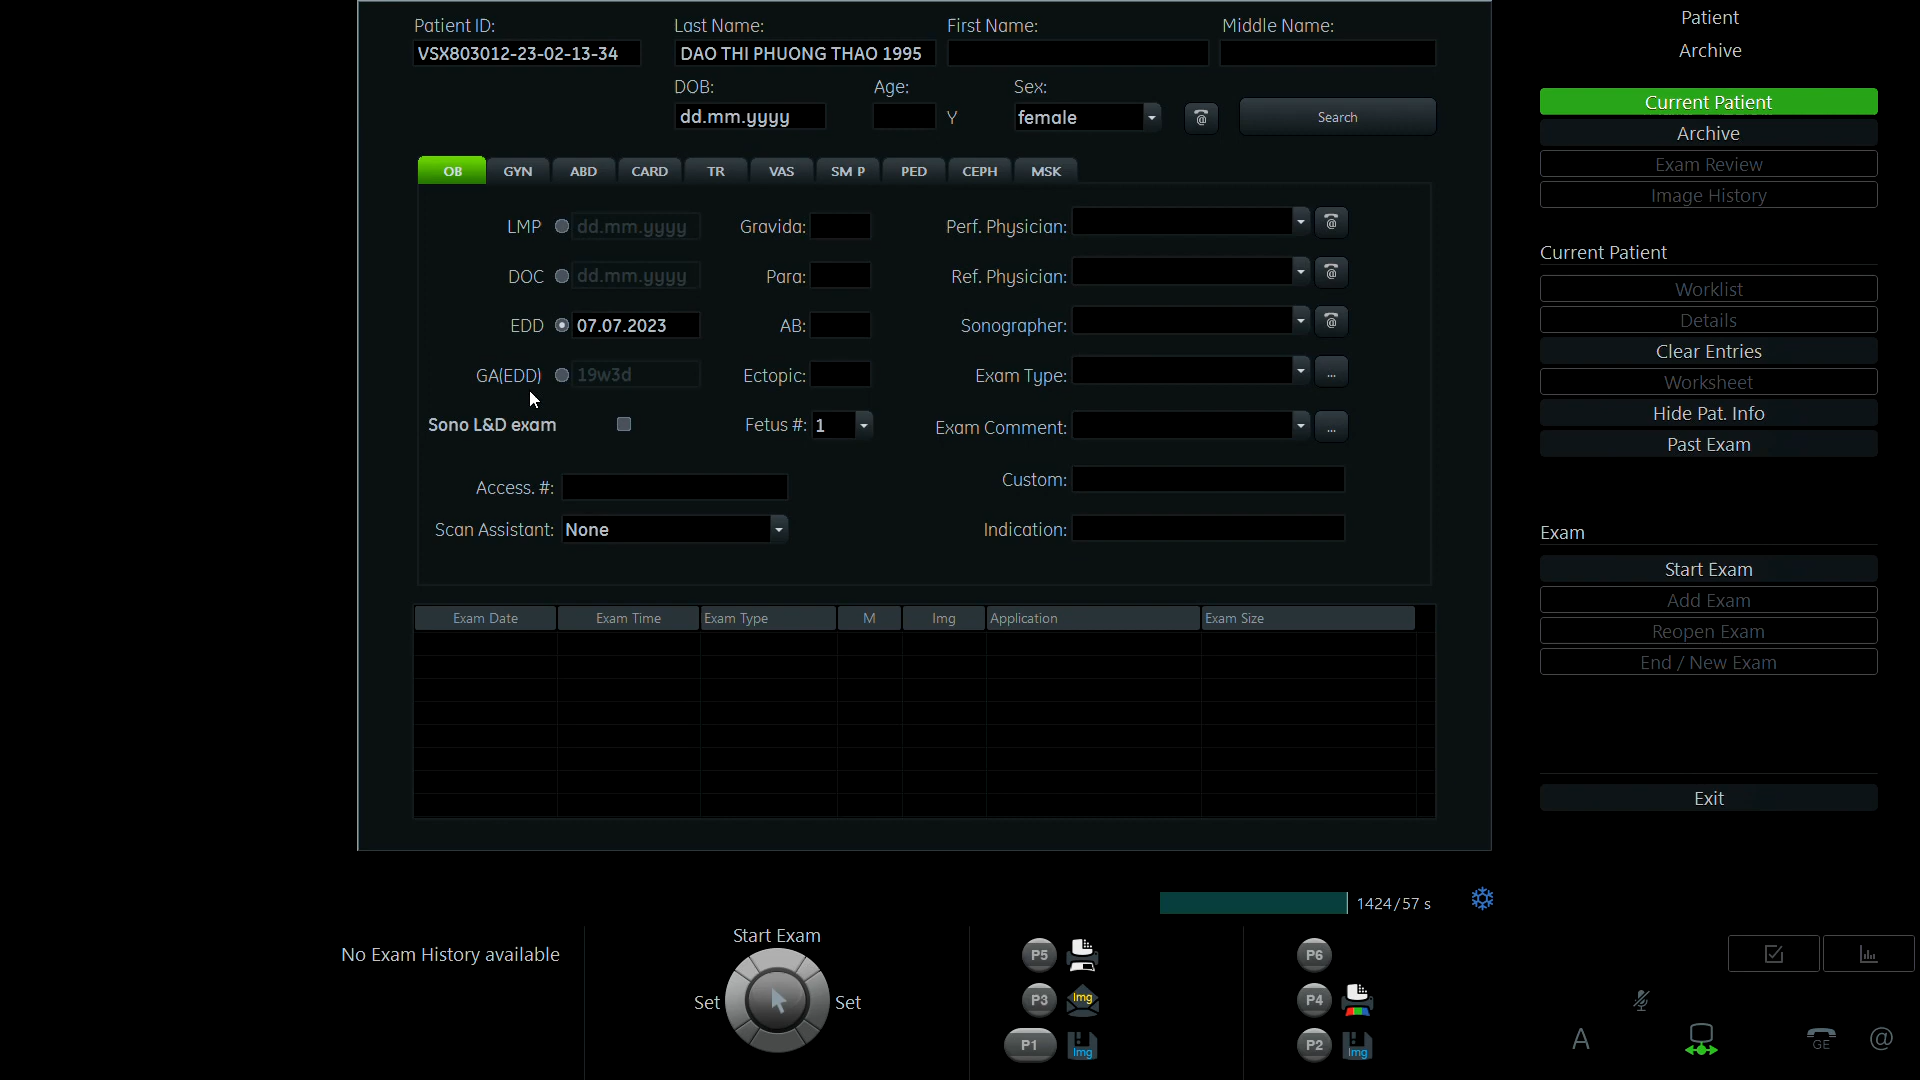 Patient ID:
Last Name:
First Name:
Middle Name:
VSX803012-23-02-13-34
DAO THI PHUONG THAO 1995
DOB:
Age:
Sex:
dd.mm.yyyy
Y
female
@
Search
OB
GYN
ABD
CARD
TR
VAS
SM P
PED
CEPH
MSK
LMP
dd.mm.yyyy
Gravida:
Perf. Physician:
@
DOC
dd.mm.yyyy
Para:
Ref. Physician:
@
EDD
07.07.2023
AB:
Sonographer:
@
GA(EDD)
19w3d
Ectopic:
Exam Type:
...
Sono L&D exam
Fetus #:
1
Exam Comment:
...
Access. #:
Custom:
Scan Assistant:
None
Indication:
Exam Date
Exam Time
Exam Type
M
Img
Application
Exam Size
Patient
Archive
Current Patient
Archive
Exam Review
Image History
Current Patient
Worklist
Details
Clear Entries
Worksheet
Hide Pat. Info
Past Exam
Exam
Start Exam
Add Exam
Reopen Exam
End / New Exam
Exit
1424/57 s
No Exam History available
Start Exam
Set
Set
P5
P6
P3
Img
P4
P1
Img
P2
Img
A
GE
@